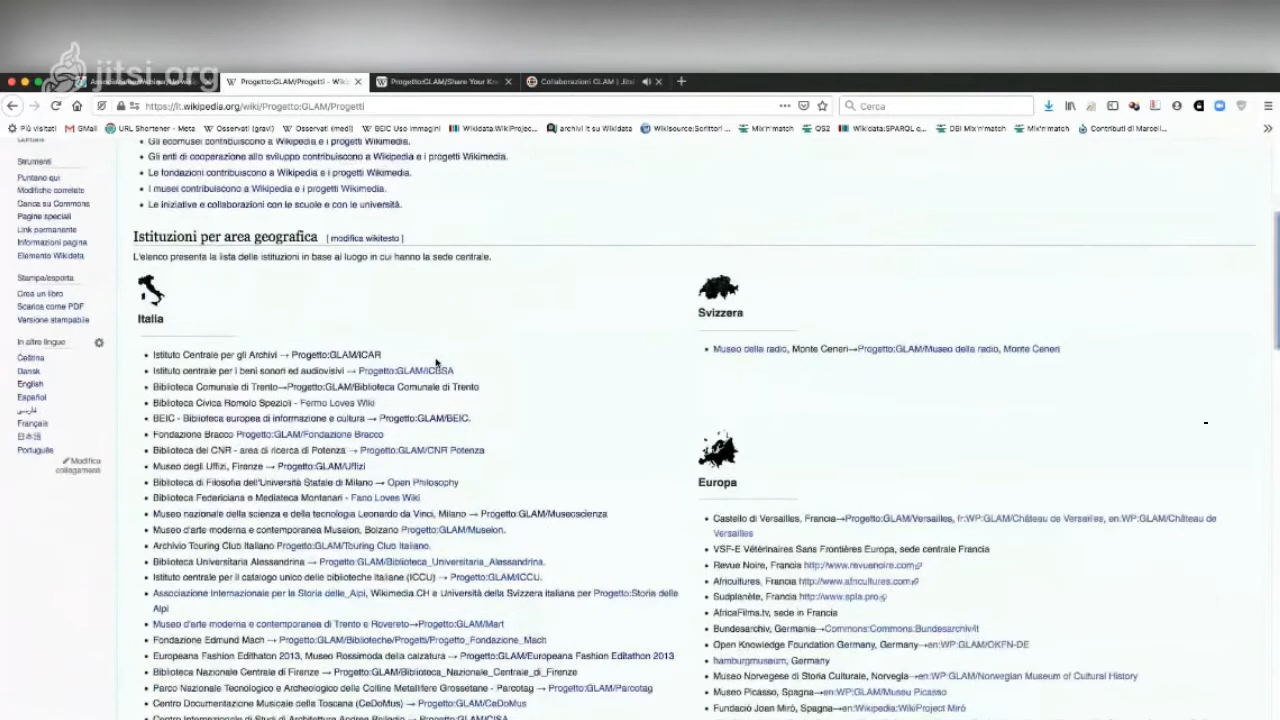 jitsi.org
Progetto:GLAM/Progetti - Wiki
Progetto:GLAM/Share Your Kn
Collaborazioni GLAM | Jitsi
https://it.wikipedia.org/wiki/Progetto:GLAM/Progetti
Cerca
Più visitati
GMail
URL Shortener - Meta
Osservati (gravi)
Osservati (medi)
BEIC Uso immagini
Wikidata:WikiProjec...
archivi it su Wikidata
Wikisource:Scrittori ...
Mix'n'match
QS2
Wikidata:SPARQL q...
DBI Mix'n'match
Mix'n'match
Contributi di Marcell...
Gli ecomusei contribuiscono a Wikipedia e i progetti Wikimedia.
Strumenti
Gli enti di cooperazione allo sviluppo contribuiscono a Wikipedia e i progetti Wikimedia.
Puntano qui
Le fondazioni contribuiscono a Wikipedia e i progetti Wikimedia.
Modifiche correlate
I musei contribuiscono a Wikipedia e i progetti Wikimedia.
Carica su Commons
Le iniziative e collaborazioni con le scuole e con le università.
Pagine speciali
Link permanente
Informazioni pagina
Elemento Wikidata
Stampa/esporta
Crea un libro
Scarica come PDF
Versione stampabile
In altre lingue
Čeština
Dansk
English
Español
فارسی
Français
日本語
Português
Modifica
collegamenti
Istituzioni per area geografica [ modifica wikitesto ]
L'elenco presenta la lista delle istituzioni in base al luogo in cui hanno la sede centrale.
Italia
Istituto Centrale per gli Archivi → Progetto:GLAM/ICAR
Istituto centrale per i beni sonori ed audiovisivi → Progetto:GLAM/ICBSA
Biblioteca Comunale di Trento→Progetto:GLAM/Biblioteca Comunale di Trento
Biblioteca Civica Romolo Spezioli - Fermo Loves Wiki
BEIC - Biblioteca europea di informazione e cultura → Progetto:GLAM/BEIC.
Fondazione Bracco Progetto:GLAM/Fondazione Bracco
Biblioteca del CNR - area di ricerca di Potenza → Progetto:GLAM/CNR Potenza
Museo degli Uffizi, Firenze → Progetto:GLAM/Uffizi
Biblioteca di Filosofia dell'Università Statale di Milano → Open Philosophy
Biblioteca Federiciana e Mediateca Montanari - Fano Loves Wiki
Museo nazionale della scienza e della tecnologia Leonardo da Vinci, Milano → Progetto:GLAM/Museoscienza
Museo d'arte moderna e contemporanea Museion, Bolzano Progetto:GLAM/Museion.
Archivio Touring Club Italiano Progetto:GLAM/Touring Club Italiano.
Biblioteca Universitaria Alessandrina → Progetto:GLAM/Biblioteca_Universitaria_Alessandrina.
Istituto centrale per il catalogo unico delle biblioteche italiane (ICCU) → Progetto:GLAM/ICCU.
Associazione Internazionale per la Storia delle_Alpi, Wikimedia.CH e Università della Svizzera italiana per Progetto:Storia delle
Alpi
Museo d'arte moderna e contemporanea di Trento e Rovereto→Progetto:GLAM/Mart
Fondazione Edmund Mach → Progetto:GLAM/Biblioteche/Progetti/Progetto_Fondazione_Mach
Europeana Fashion Edithaton 2013, Museo Rossimoda della calzatura → Progetto:GLAM/Europeana Fashion Editathon 2013
Biblioteca Nazionale Centrale di Firenze → Progetto:GLAM/Biblioteca_Nazionale_Centrale_di_Firenze
Parco Nazionale Tecnologico e Archeologico delle Colline Metallifere Grossetane - Parcotag → Progetto:GLAM/Parcotag
Centro Documentazione Musicale della Toscana (CeDoMus) → Progetto:GLAM/CeDoMus
Centro Internazionale di Studi di Architettura Andrea Palladio → Progetto:GLAM/CISA
Svizzera
Museo della radio, Monte Ceneri→Progetto:GLAM/Museo della radio, Monte Ceneri
Europa
Castello di Versailles, Francia→Progetto:GLAM/Versailles, fr:WP:GLAM/Château de Versailles, en:WP:GLAM/Château de
Versailles
VSF-E Vétérinaires Sans Frontières Europa, sede centrale Francia
Revue Noire, Francia http://www.revuenoire.com
Africultures, Francia http://www.africultures.com
Sudplanète, Francia http://www.spla.pro
AfricaFilms.tv, sede in Francia
Bundesarchiv, Germania→Commons:Commons:Bundesarchivit
Open Knowledge Foundation Germany, Germany→en:WP:GLAM/OKFN-DE
hamburgmuseum, Germany
Museo Norvegese di Storia Culturale, Norvegia→en:WP:GLAM/Norwegian Museum of Cultural History
Museo Picasso, Spagna→en:WP:GLAM/Museu Picasso
Fundació Joan Miró, Spagna→en:Wikipedia:WikiProject Miró